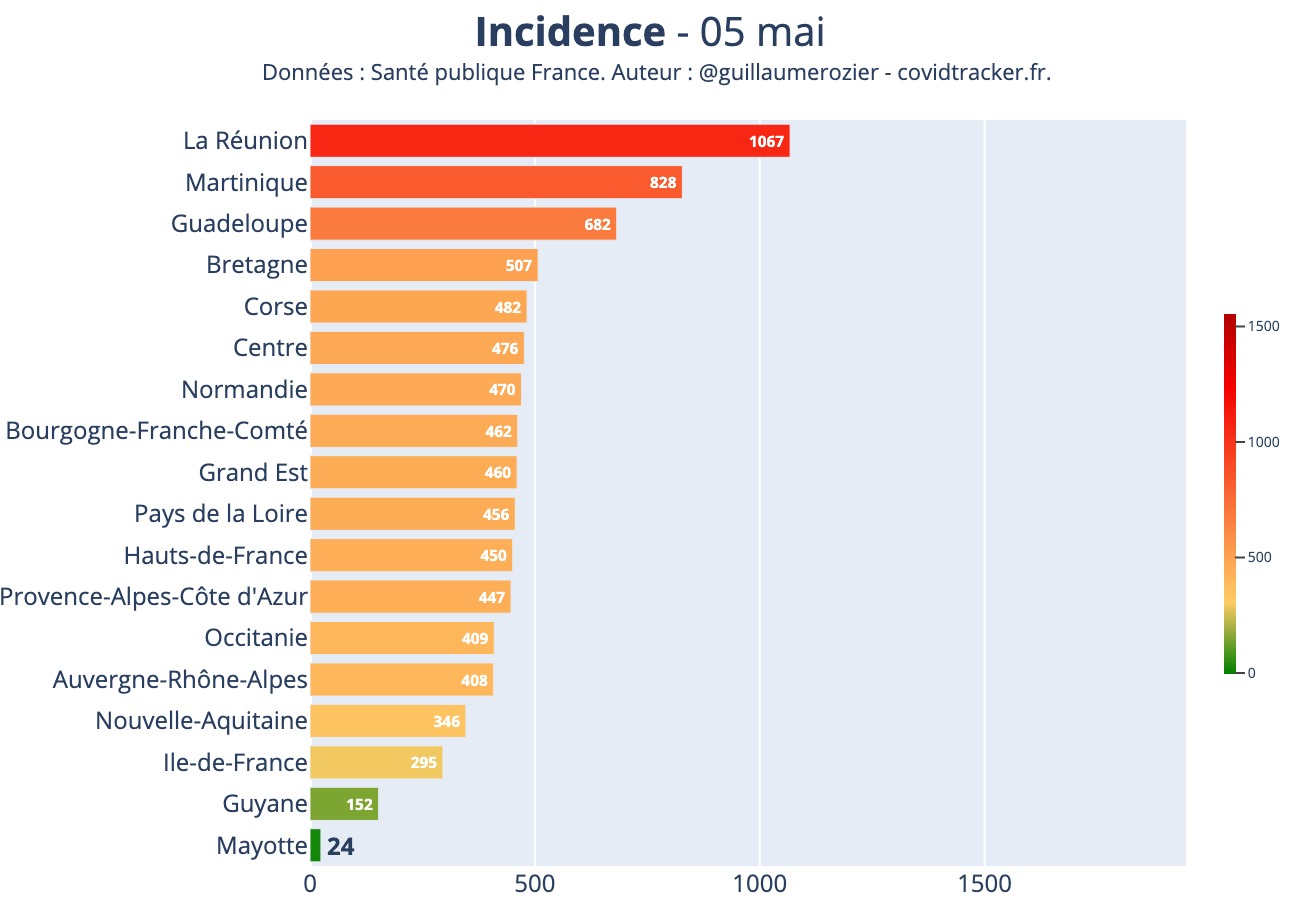 Incidence - 05 mai
Données : Santé publique France. Auteur : @guillaumerozier - covidtracker.fr.
La Réunion 1067
Martinique 828
Guadeloupe 682
Bretagne 507
Corse 482
Centre 476
Normandie 470
Bourgogne-Franche-Comté 462
Grand Est 460
Pays de la Loire 456
Hauts-de-France 450
Provence-Alpes-Côte d'Azur 447
Occitanie 409
Auvergne-Rhône-Alpes 408
Nouvelle-Aquitaine 346
Ile-de-France 295
Guyane 152
Mayotte 24
0 500 1000 1500
1500
1000
500
0